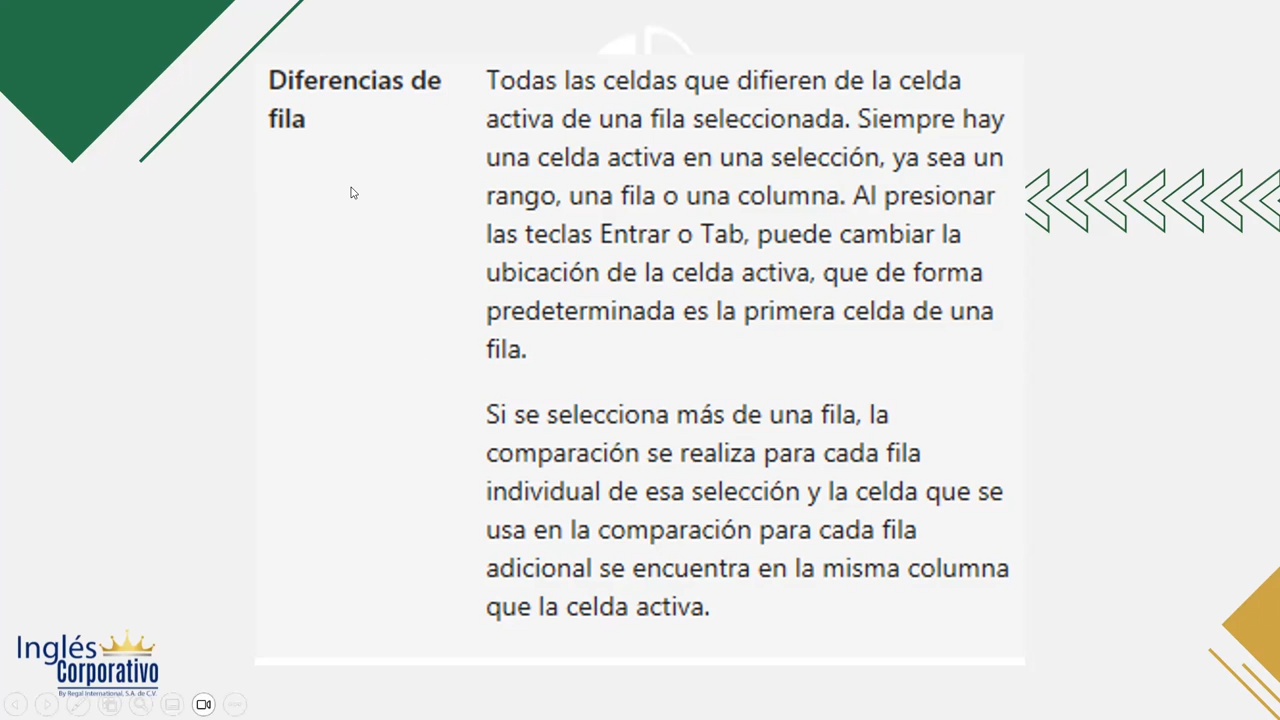 Diferencias de
fila
Todas las celdas que difieren de la celda
activa de una fila seleccionada. Siempre hay
una celda activa en una selección, ya sea un
rango, una fila o una columna. Al presionar
las teclas Entrar o Tab, puede cambiar la
ubicación de la celda activa, que de forma
predeterminada es la primera celda de una
fila.
Si se selecciona más de una fila, la
comparación se realiza para cada fila
individual de esa selección y la celda que se
usa en la comparación para cada fila
adicional se encuentra en la misma columna
que la celda activa.
Inglés
Corporativo
By Regal International, S.A. de C.V.